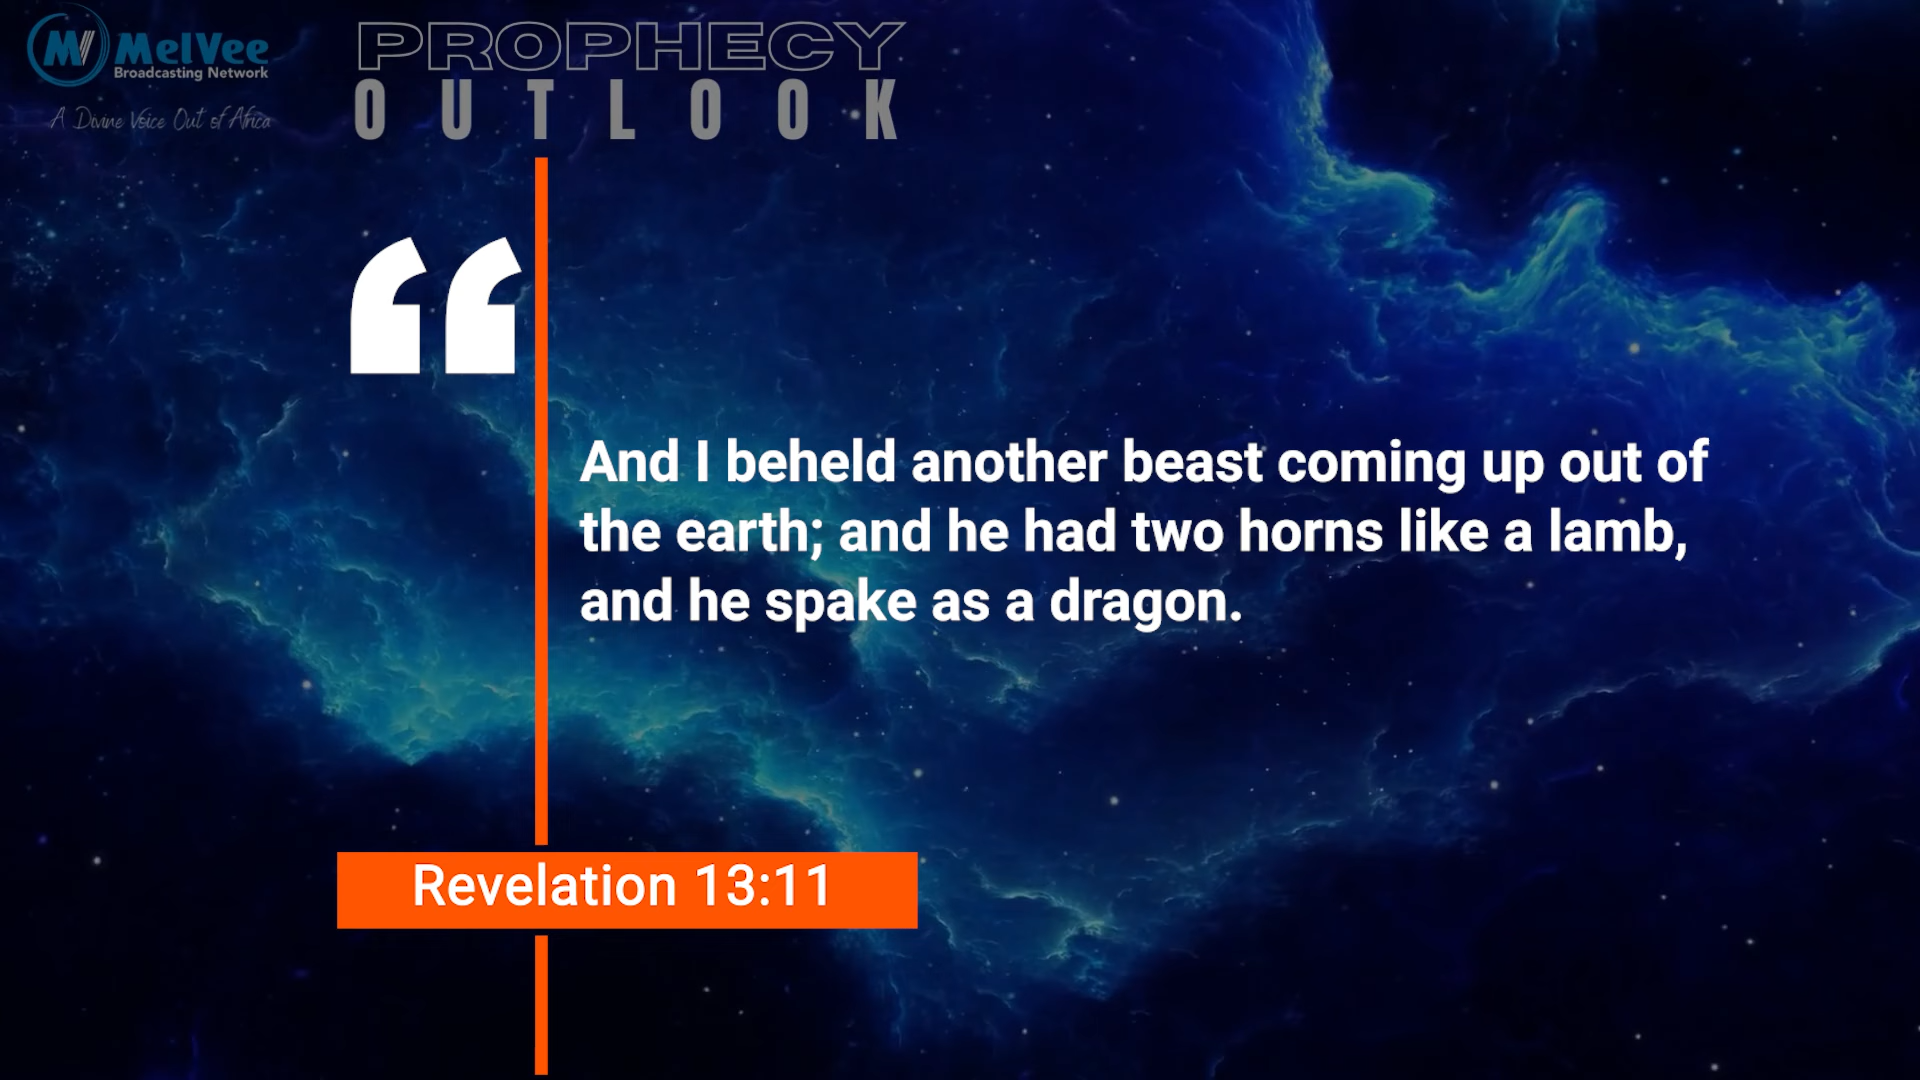 MelVee
Broadcasting Network
A Divine Voice Out of Africa
PROPHECY
OUTLOOK
“
And I beheld another beast coming up out of
the earth; and he had two horns like a lamb,
and he spake as a dragon.
Revelation 13:11